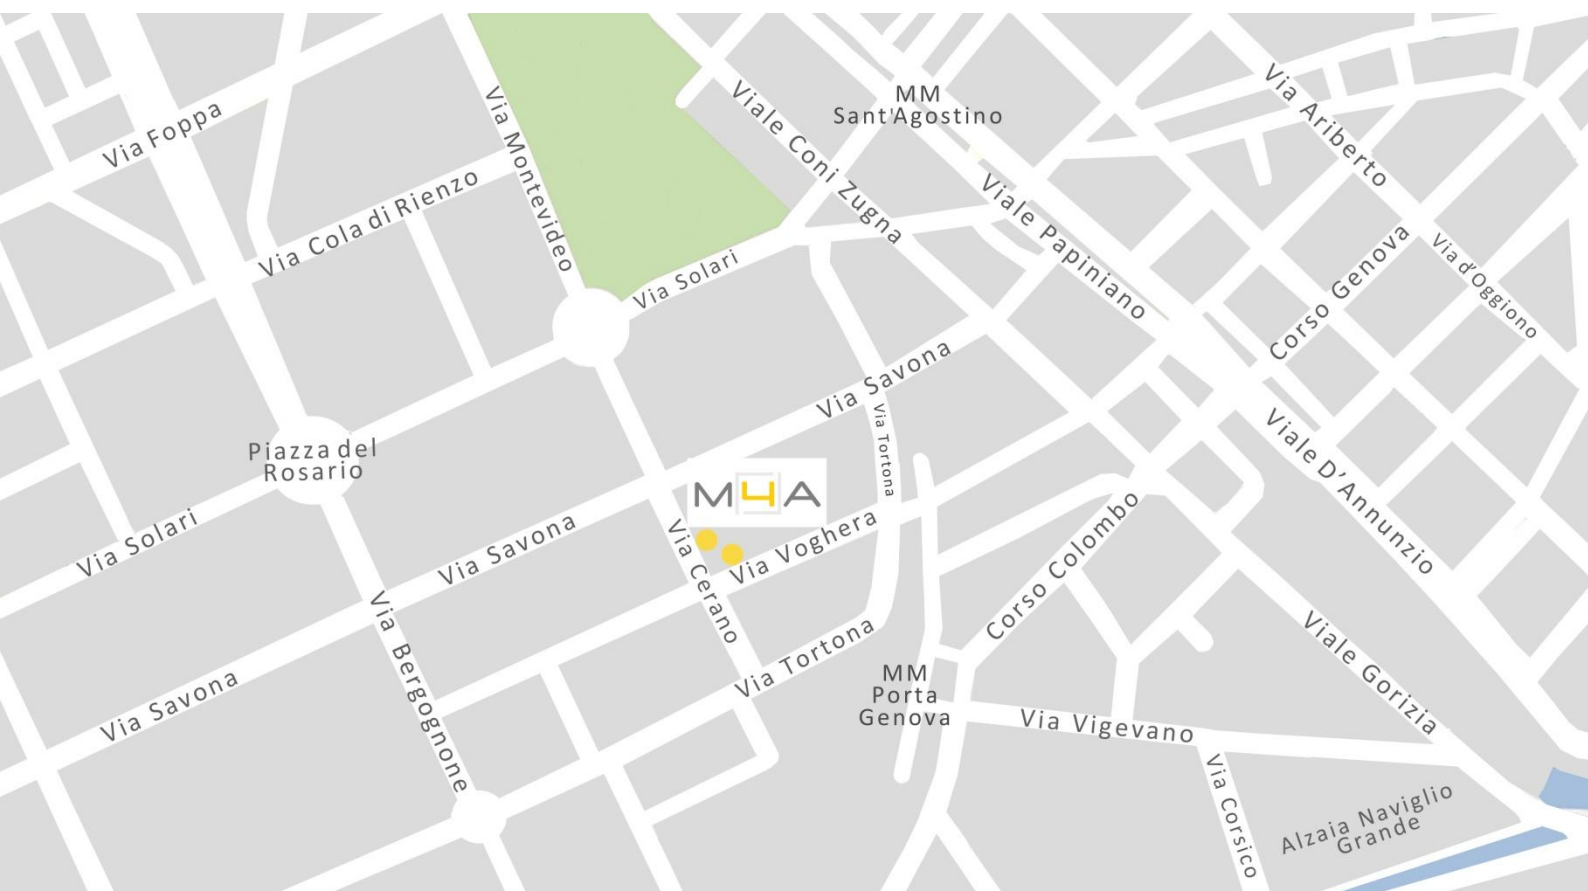 MM
Sant'Agostino
Via Ariberto
Via Montevideo
Viale Coni Zugna
Via Foppa
Viale Papiniano
Via Cola di Rienzo
Corso Genova
Via d'Oggiono
Via Solari
Via Savona
Piazza del
Rosario
Via Tortona
M4A
Viale D'Annunzio
Via Solari
Via Savona
Via Cerano
Via Voghera
Corso Colombo
Via Bergognone
Via Tortona
Viale Gorizia
MM
Porta
Genova
Via Savona
Via Vigevano
Via Corsico
Alzaia Naviglio
Grande